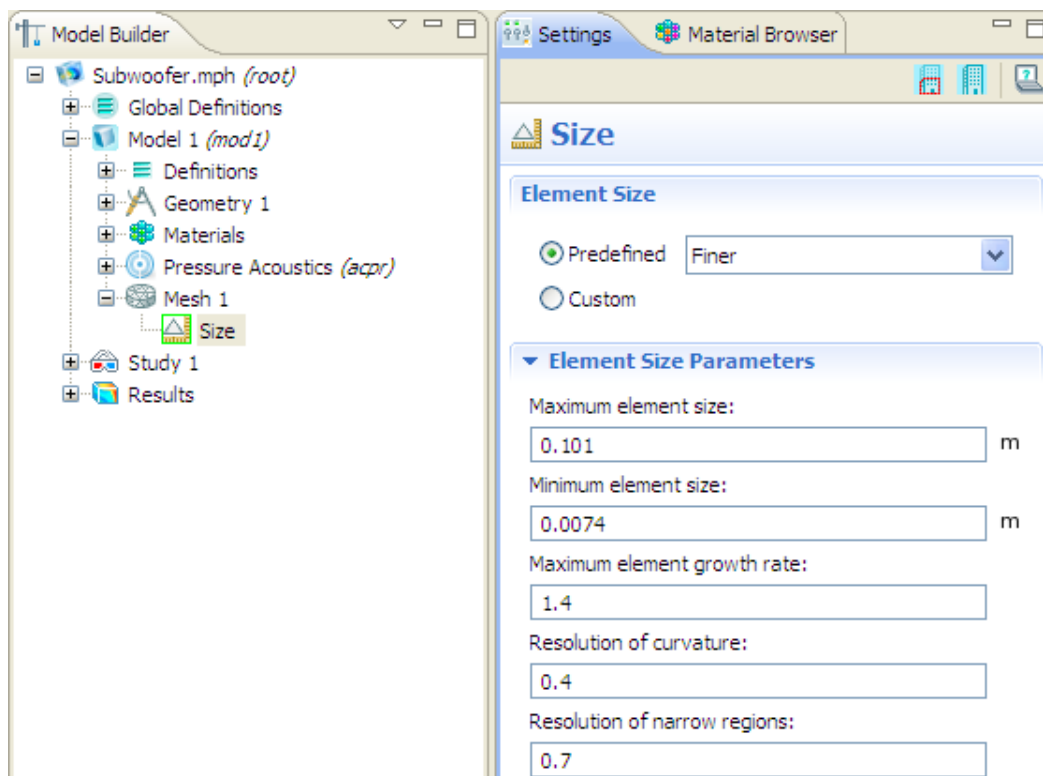 Model Builder
Subwoofer.mph (root)
Global Definitions
Model 1 (mod1)
Definitions
Geometry 1
Materials
Pressure Acoustics (acpr)
Mesh 1
Size
Study 1
Results
Settings
Material Browser
Size
Element Size
Predefined
Finer
Custom
Element Size Parameters
Maximum element size:
0.101 m
Minimum element size:
0.0074 m
Maximum element growth rate:
1.4
Resolution of curvature:
0.4
Resolution of narrow regions:
0.7